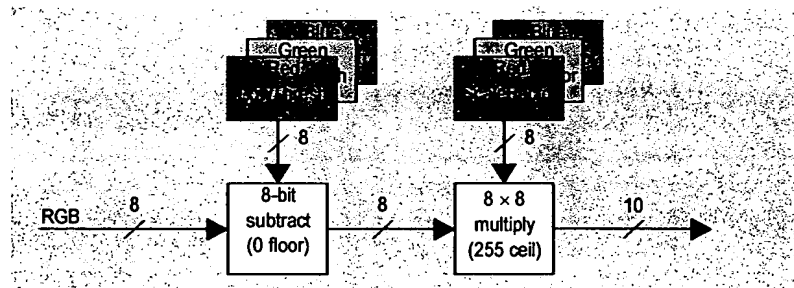 Blue
Green
Red
Blue
Green
Red
8
8
RGB
8
8-bit
subtract
(0 floor)
8
8 × 8
multiply
(255 ceil)
10